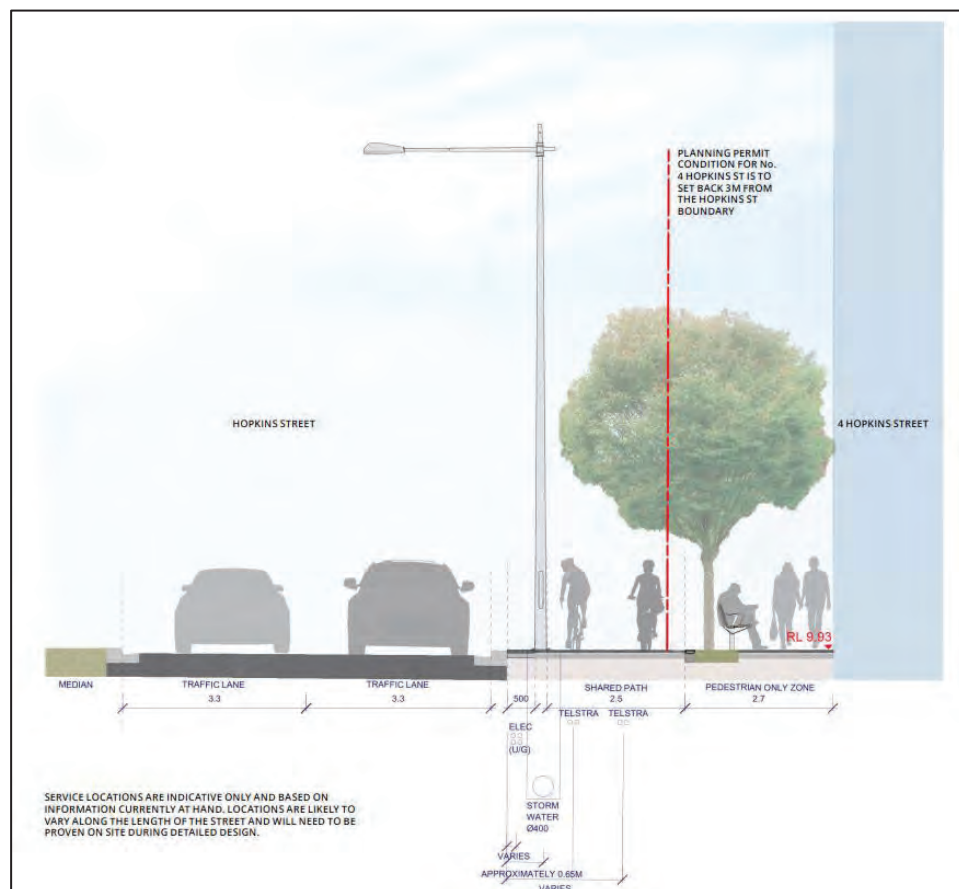 PLANNING PERMIT
CONDITION FOR No.
4 HOPKINS ST IS TO
SET BACK 3M FROM
THE HOPKINS ST
BOUNDARY
HOPKINS STREET
4 HOPKINS STREET
RL 9.93
MEDIAN
TRAFFIC LANE
3.3
TRAFFIC LANE
3.3
500
SHARED PATH
2.5
PEDESTRIAN ONLY ZONE
2.7
ELEC
(U/G)
TELSTRA
TELSTRA
STORM
WATER
Ø400
SERVICE LOCATIONS ARE INDICATIVE ONLY AND BASED ON
INFORMATION CURRENTLY AT HAND. LOCATIONS ARE LIKELY TO
VARY ALONG THE LENGTH OF THE STREET AND WILL NEED TO BE
PROVEN ON SITE DURING DETAILED DESIGN.
VARIES
APPROXIMATELY 0.65M
VARIES